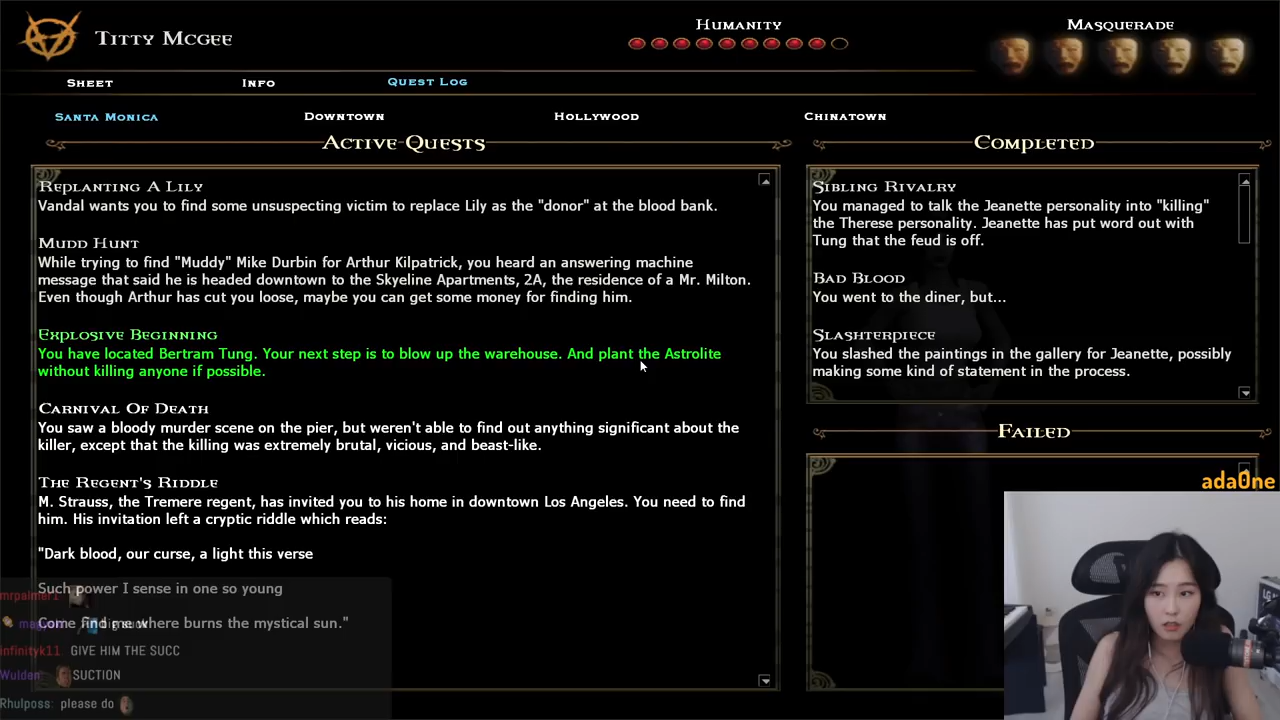 Titty McGee
Humanity
Masquerade
Sheet
Info
Quest Log
Santa Monica
Downtown
Hollywood
Chinatown
Active Quests
Replanting A Lily
Vandal wants you to find some unsuspecting victim to replace Lily as the "donor" at the blood bank.
Mudd Hunt
While trying to find "Muddy" Mike Durbin for Arthur Kilpatrick, you heard an answering machine
message that said he is headed downtown to the Skyeline Apartments, 2A, the residence of a Mr. Milton.
Even though Arthur has cut you loose, maybe you can get some money for finding him.
Explosive Beginning
You have located Bertram Tung. Your next step is to blow up the warehouse. And plant the Astrolite
without killing anyone if possible.
Carnival Of Death
You saw a bloody murder scene on the pier, but weren't able to find out anything significant about the
killer, except that the killing was extremely brutal, vicious, and beast-like.
The Regent's Riddle
M. Strauss, the Tremere regent, has invited you to his home in downtown Los Angeles. You need to find
him. His invitation left a cryptic riddle which reads:
"Dark blood, our curse, a light this verse
Such power I sense in one so young
Come find me where burns the mystical sun."
Completed
Sibling Rivalry
You managed to talk the Jeanette personality into "killing"
the Therese personality. Jeanette has put word out with
Tung that the feud is off.
Bad Blood
You went to the diner, but...
Slashterpiece
You slashed the paintings in the gallery for Jeanette, possibly
making some kind of statement in the process.
Failed
ada0ne
mrpalmer1
infinityk11 GIVE HIM THE SUCC
Wulden: SUCTION
Rhulposs: please do